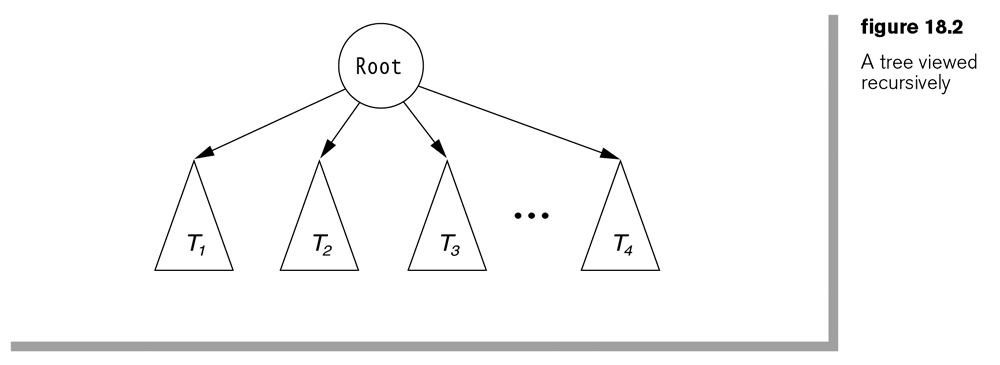 figure 18.2
A tree viewed
recursively
Root
T1
T2
T3
...
T4